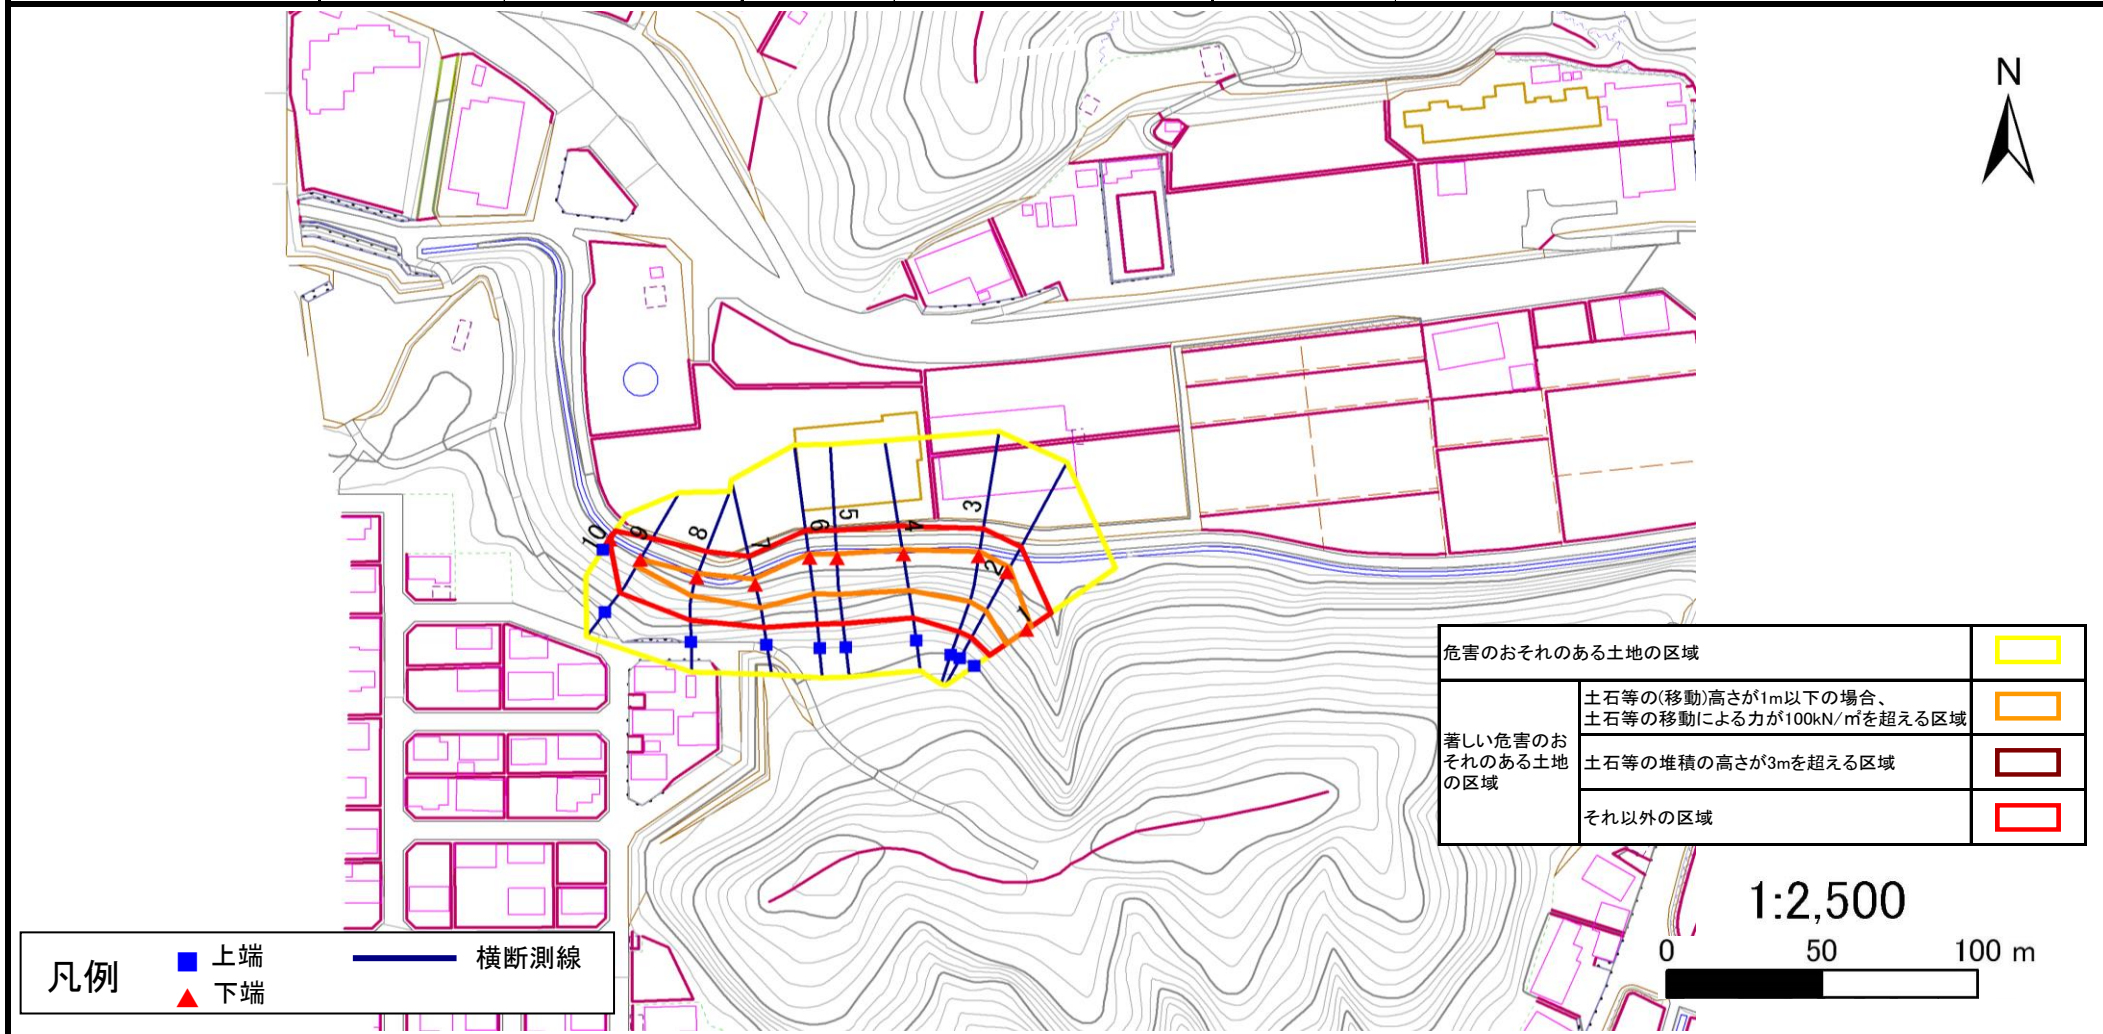 N
10
9
8
7
6
5
4
3
2
1
危害のおそれのある土地の区域
著しい危害のお
それのある土地
の区域
土石等の(移動)高さが1m以下の場合、
土石等の移動による力が100kN/㎡を超える区域
土石等の堆積の高さが3mを超える区域
それ以外の区域
1:2,500
0 50 100 m
凡例
上端
下端
横断測線